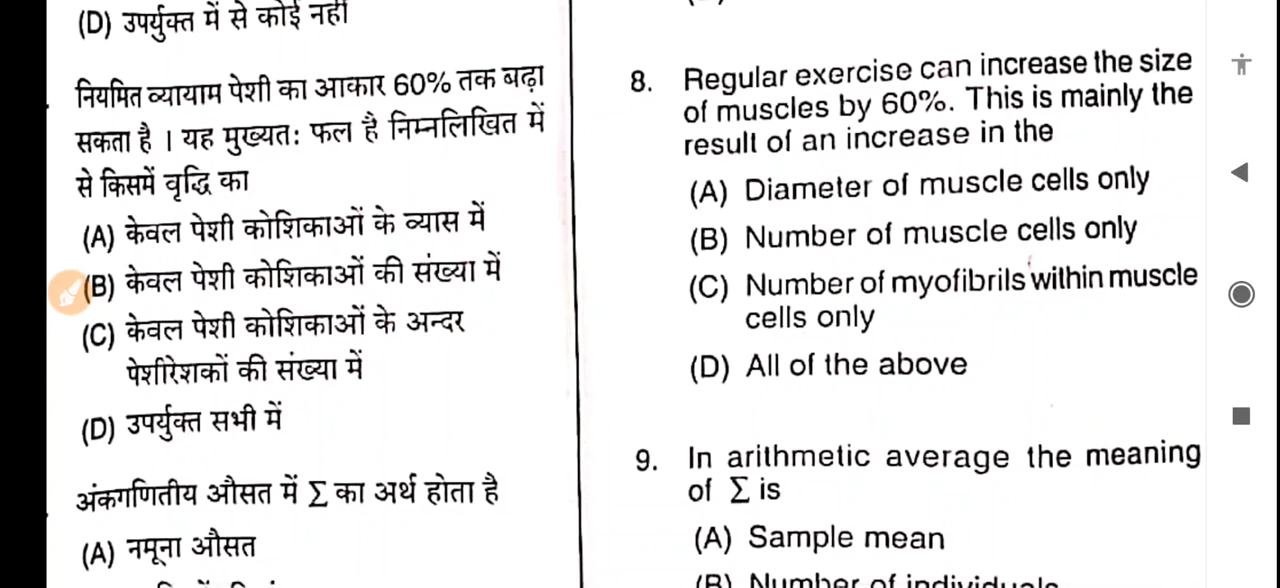 (D) उपर्युक्त में से कोई नहीं
नियमित व्यायाम पेशी का आकार 60% तक बढ़ा
सकता है । यह मुख्यतः फल है निम्नलिखित में
से किसमें वृद्धि का
(A) केवल पेशी कोशिकाओं के व्यास में
(B) केवल पेशी कोशिकाओं की संख्या में
(C) केवल पेशी कोशिकाओं के अन्दर
पेशीरेशकों की संख्या में
(D) उपर्युक्त सभी में
अंकगणितीय औसत में Σ का अर्थ होता है
(A) नमूना औसत
8. Regular exercise can increase the size
of muscles by 60%. This is mainly the
result of an increase in the
(A) Diameter of muscle cells only
(B) Number of muscle cells only
(C) Number of myofibrils within muscle
cells only
(D) All of the above
9. In arithmetic average the meaning
of Σ is
(A) Sample mean
(B) Number of individuals